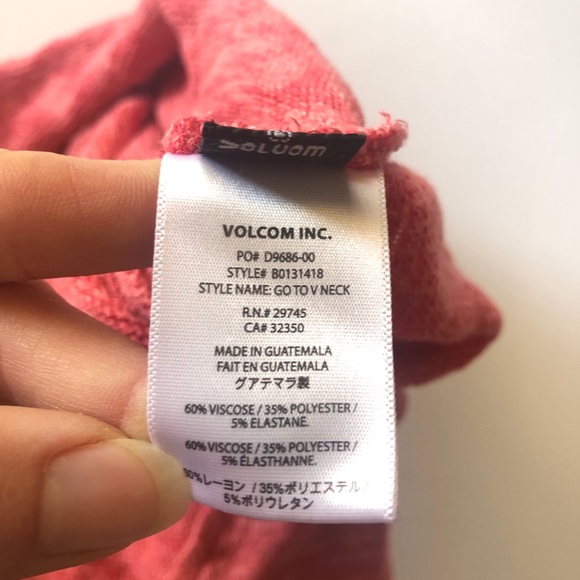 volcom
VOLCOM INC.
PO# D9686-00
STYLE# B0131418
STYLE NAME: GO TO V NECK
R.N.# 29745
CA# 32350
MADE IN GUATEMALA
FAIT EN GUATEMALA
グアテマラ製
60% VISCOSE / 35% POLYESTER /
5% ELASTANE.
60% VISCOSE / 35% POLYESTER /
5% ÉLASTHANNE.
0%レーヨン / 35%ポリエステル /
5%ポリウレタン